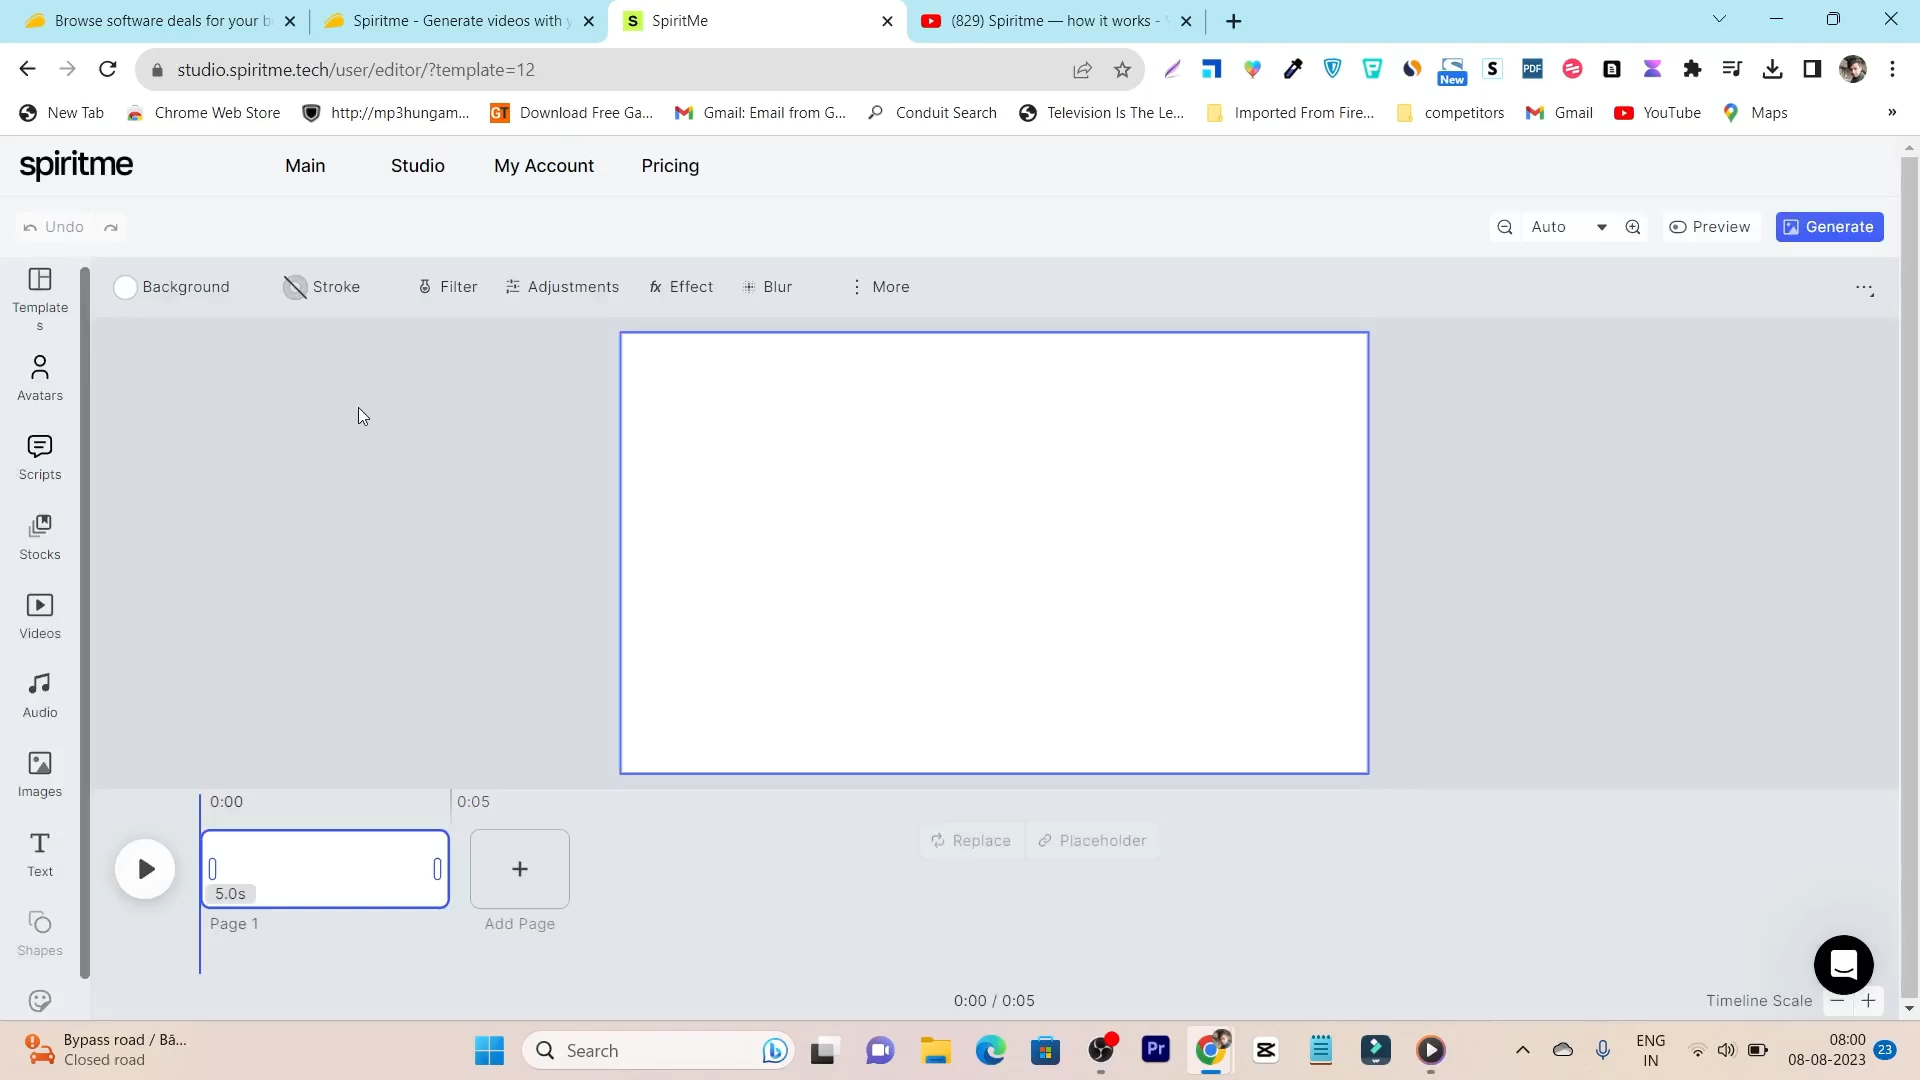 Browse software deals for your b
Spiritme - Generate videos with y
S SpiritMe
(829) Spiritme — how it works -
studio.spiritme.tech/user/editor/?template=12
New
S
PDF
New Tab
Chrome Web Store
http://mp3hungam...
GT Download Free Ga...
Gmail: Email from G...
Conduit Search
Television Is The Le...
Imported From Fire...
competitors
Gmail
YouTube
Maps
»
spiritme
Main
Studio
My Account
Pricing
Undo
Auto
Preview
Generate
Background
Stroke
Filter
Adjustments
fx Effect
Blur
More
Template
s
Avatars
Scripts
Stocks
Videos
Audio
Images
Text
Shapes
0:00
0:05
5.0s
Page 1
Add Page
Replace
Placeholder
0:00 / 0:05
Timeline Scale
Bypass road / Bā...
Closed road
Search
Pr
ENG
IN
08:00
08-08-2023
23